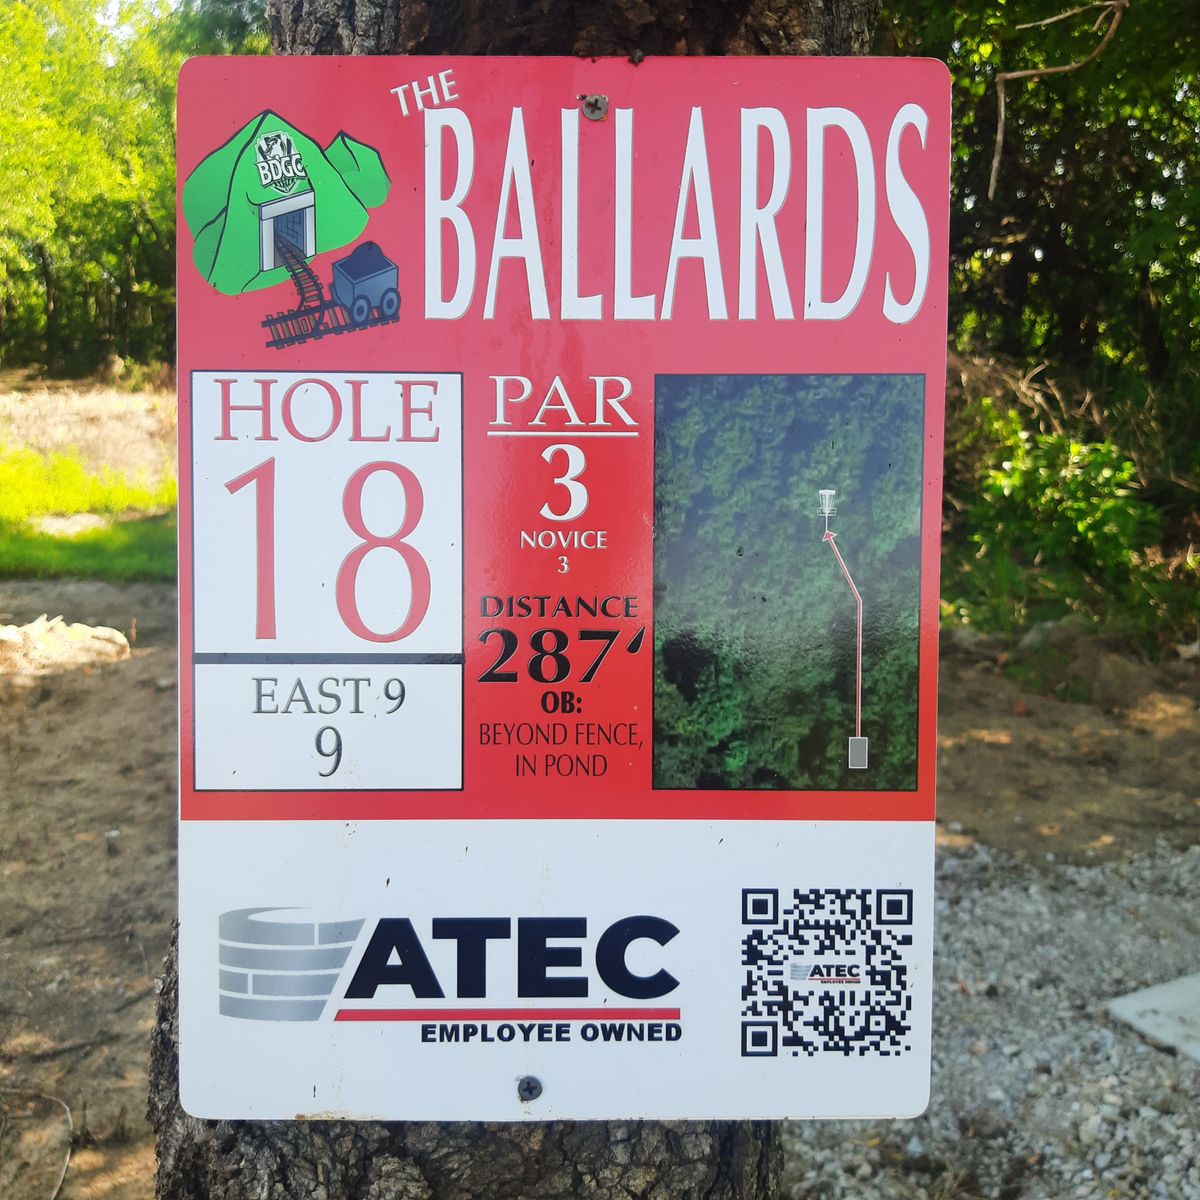 THE
BALLARDS
BDGC
HOLE
18
EAST 9
9
PAR
3
NOVICE
3
DISTANCE
287'
OB:
BEYOND FENCE,
IN POND
ATEC
EMPLOYEE OWNED
ATEC
EMPLOYEE OWNED